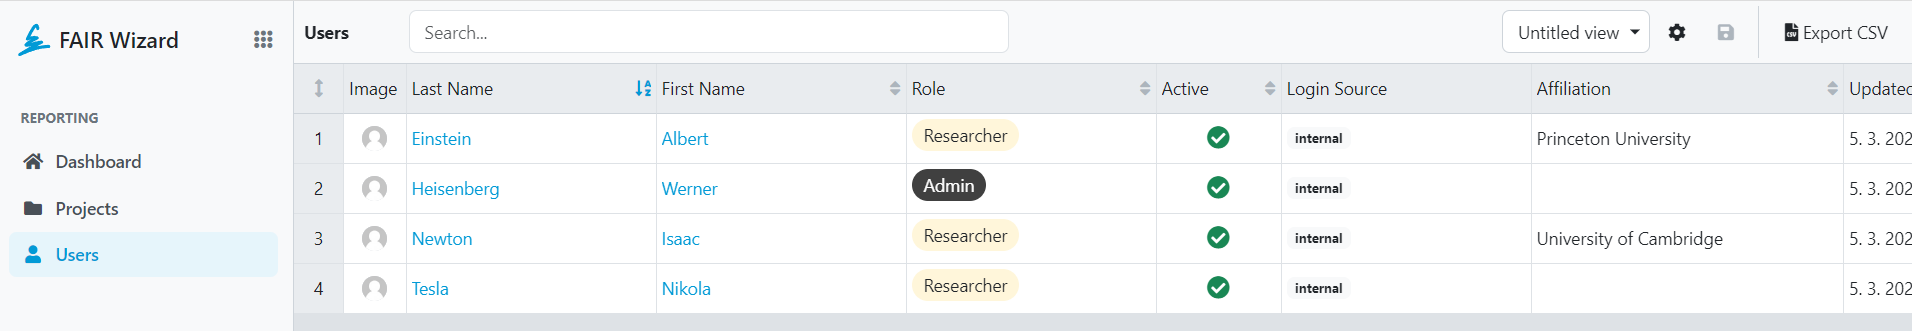 FAIR Wizard
Users
Search...
Untitled view
Export CSV
REPORTING
Dashboard
Projects
Users
Image Last Name First Name Role Active Login Source Affiliation Updated
1 Einstein Albert Researcher internal Princeton University 5. 3. 202
2 Heisenberg Werner Admin internal 5. 3. 202
3 Newton Isaac Researcher internal University of Cambridge 5. 3. 202
4 Tesla Nikola Researcher internal 5. 3. 202